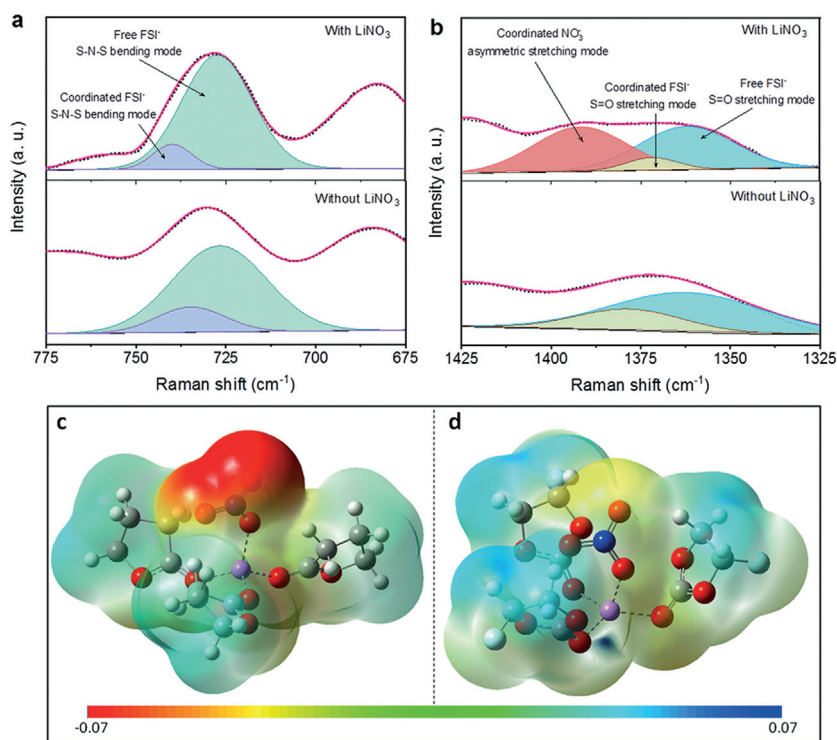 a
With LiNO₃
Free FSI⁻
S-N-S bending mode
Coordinated FSI⁻
S-N-S bending mode
Without LiNO₃
Intensity (a. u.)
775 750 725 700 675
Raman shift (cm⁻¹)
b
With LiNO₃
Coordinated NO₃⁻
asymmetric stretching mode
Coordinated FSI⁻
S=O stretching mode
Free FSI⁻
S=O stretching mode
Without LiNO₃
Intensity (a. u.)
1425 1400 1375 1350 1325
Raman shift (cm⁻¹)
c
d
-0.07
0.07